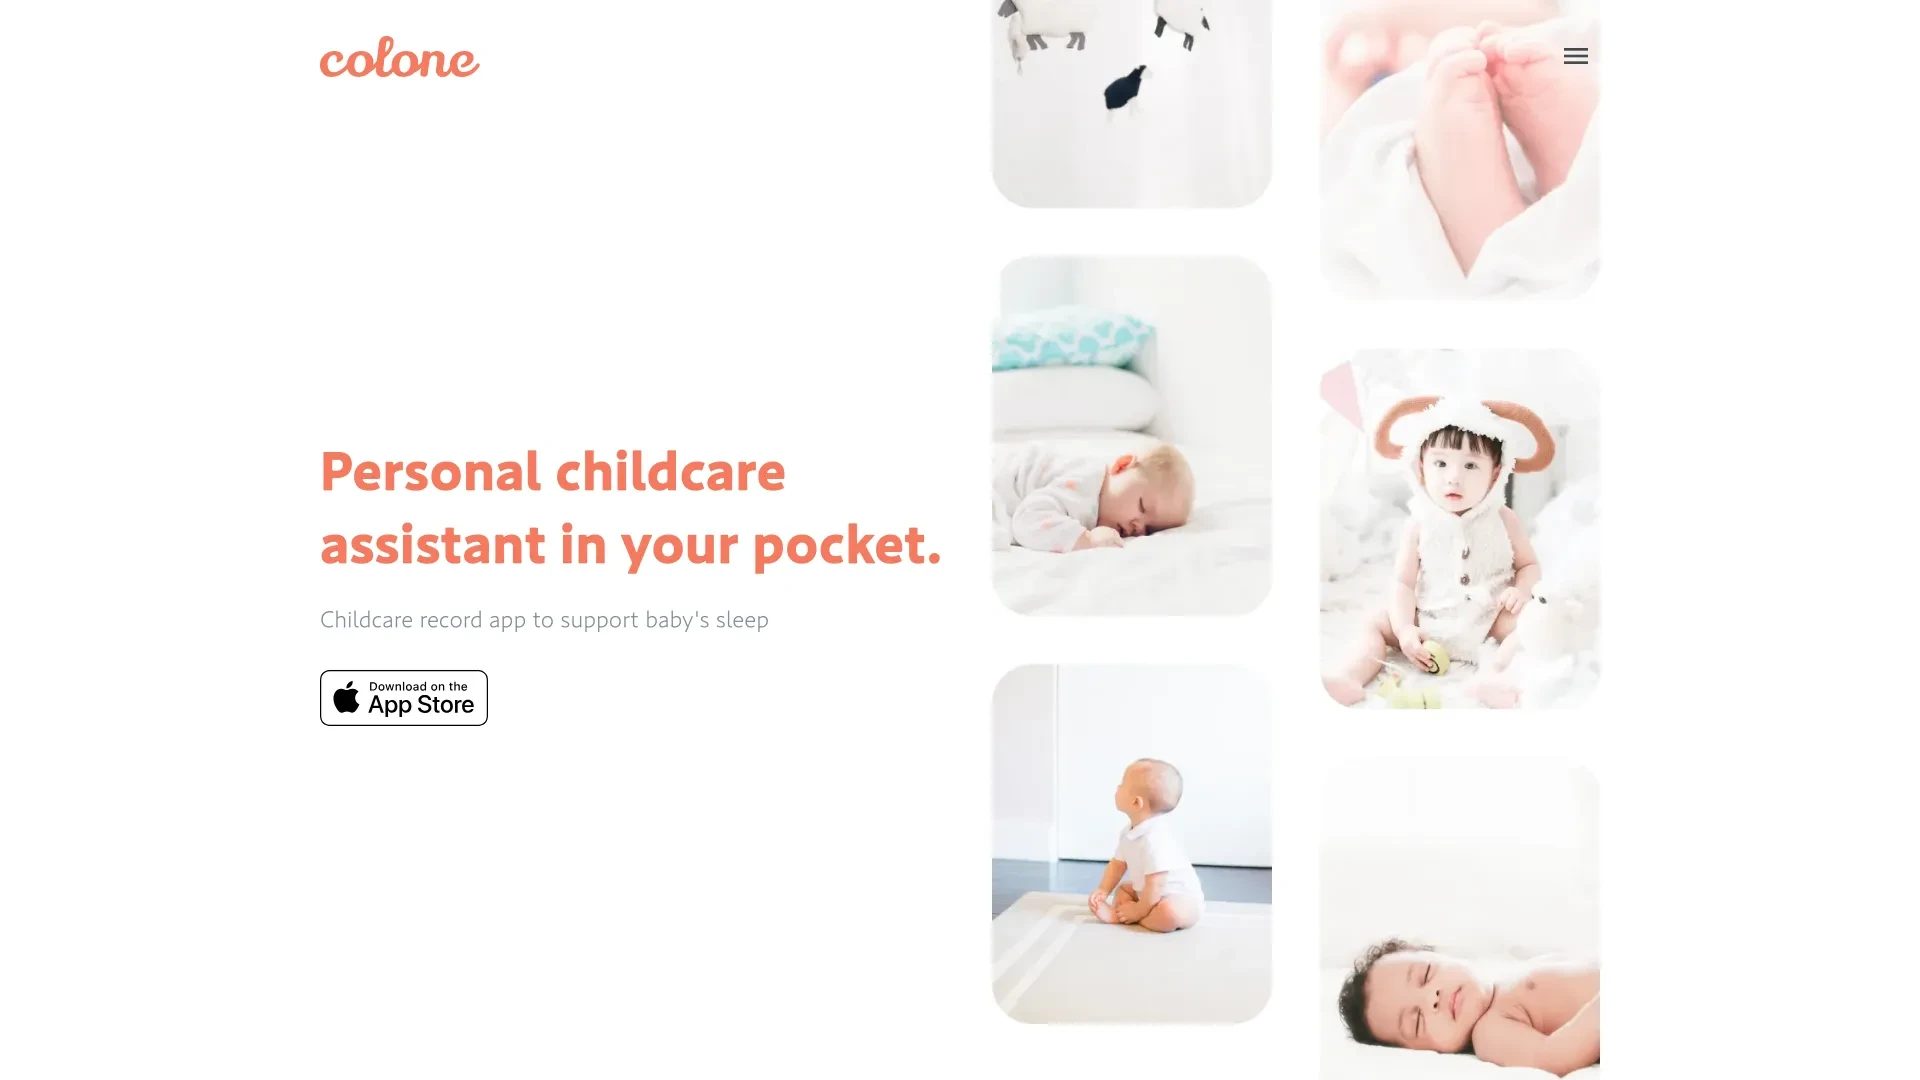 colone
Personal childcare
assistant in your pocket.
Childcare record app to support baby's sleep
Download on the
App Store